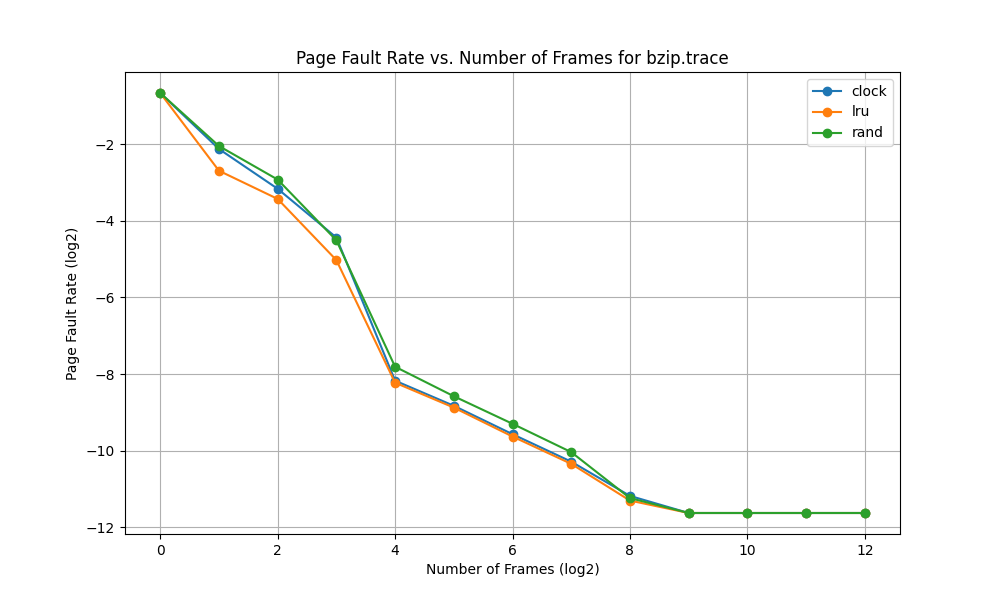 Page Fault Rate vs. Number of Frames for bzip.trace
clock
lru
rand
Page Fault Rate (log2)
−2
−4
−6
−8
−10
−12
0 2 4 6 8 10 12
Number of Frames (log2)